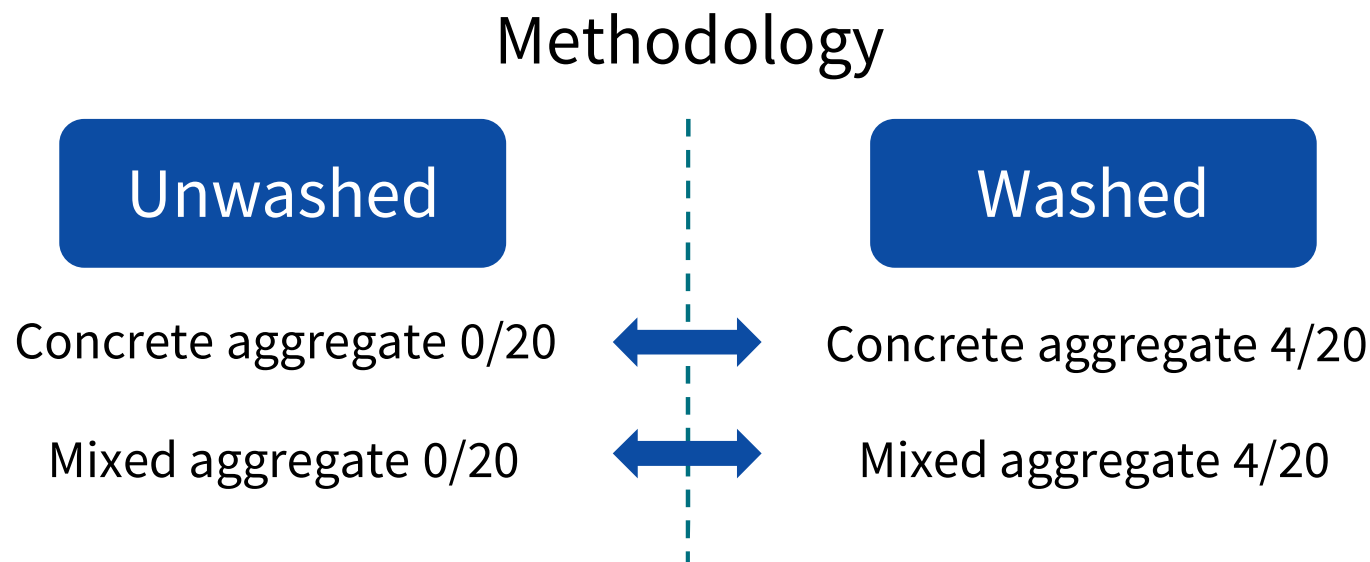 Methodology
Unwashed
Washed
Concrete aggregate 0/20
Concrete aggregate 4/20
Mixed aggregate 0/20
Mixed aggregate 4/20